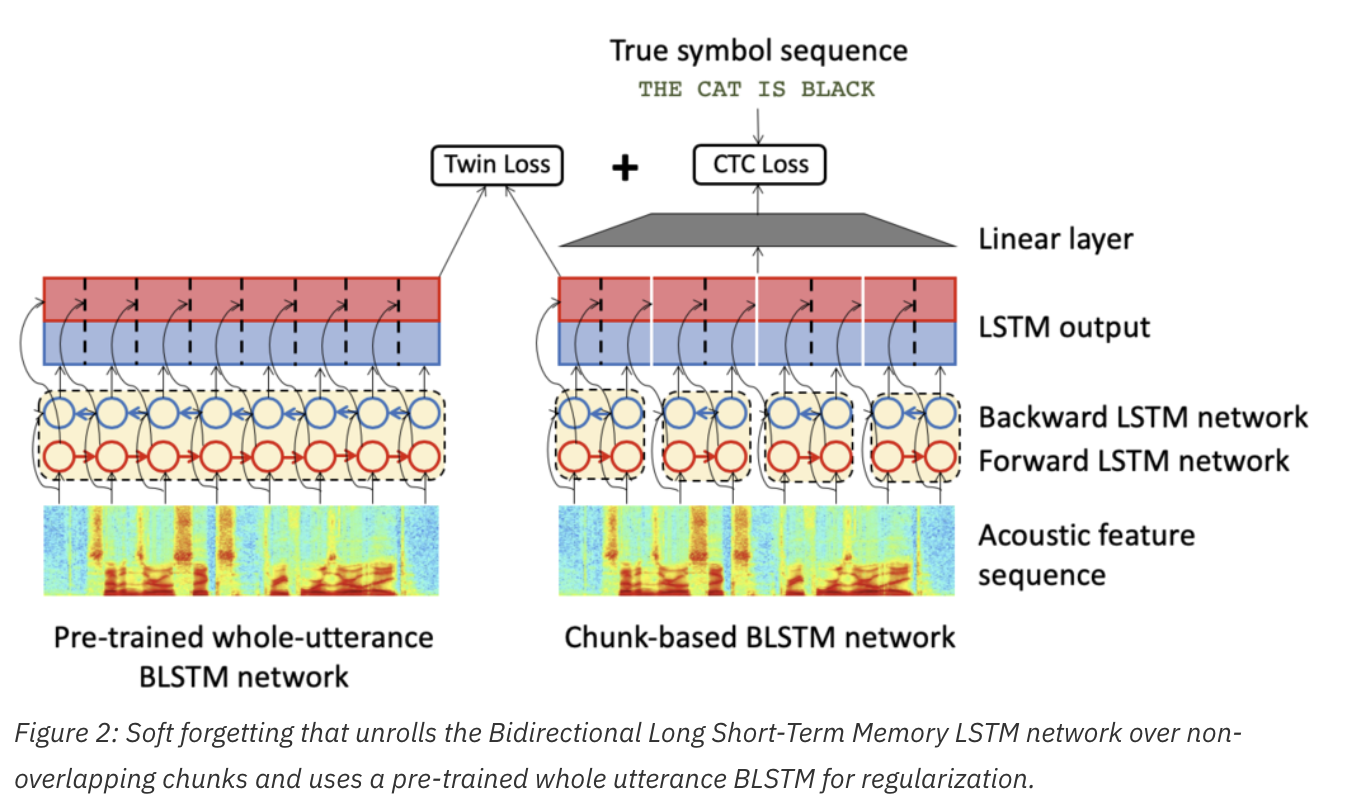 True symbol sequence
THE CAT IS BLACK
Twin Loss + CTC Loss
Linear layer
LSTM output
Backward LSTM network
Forward LSTM network
Acoustic feature
sequence
Pre-trained whole-utterance
BLSTM network
Chunk-based BLSTM network
Figure 2: Soft forgetting that unrolls the Bidirectional Long Short-Term Memory LSTM network over non-
overlapping chunks and uses a pre-trained whole utterance BLSTM for regularization.